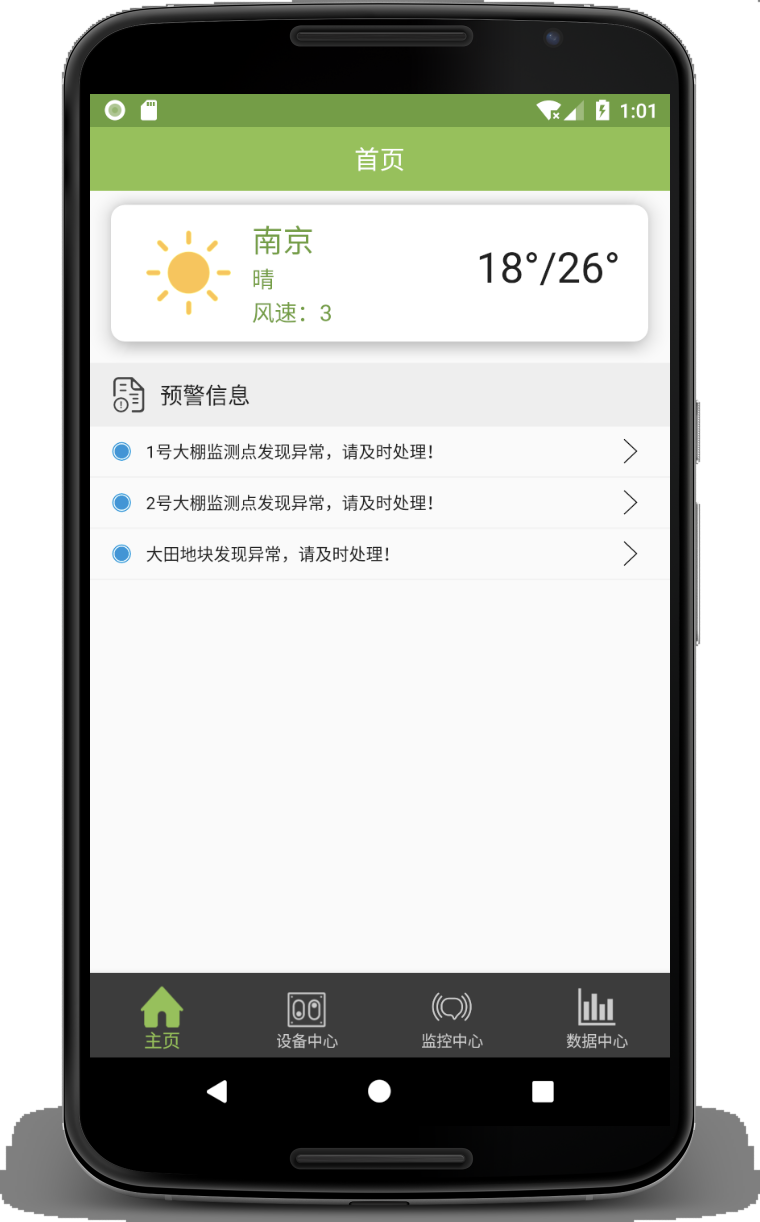 1:01
首页
南京
晴
风速：3
18°/26°
预警信息
1号大棚监测点发现异常，请及时处理！
2号大棚监测点发现异常，请及时处理！
大田地块发现异常，请及时处理！
主页
设备中心
监控中心
数据中心